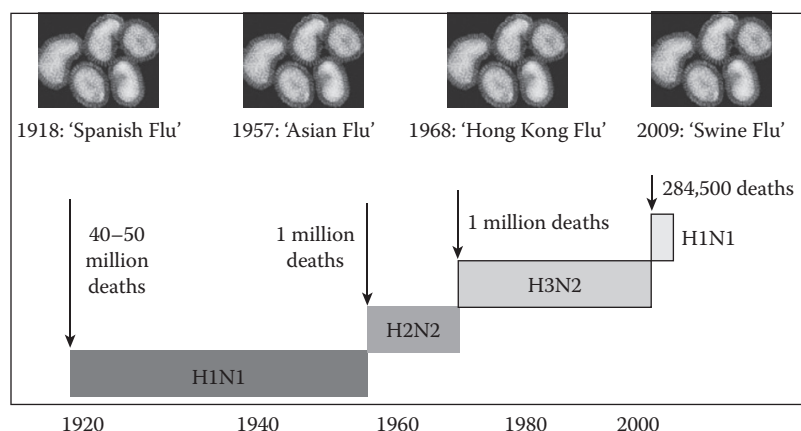 1918: ‘Spanish Flu’
1957: ‘Asian Flu’
1968: ‘Hong Kong Flu’
2009: ‘Swine Flu’
40–50
million
deaths
1 million
deaths
1 million deaths
284,500 deaths
H1N1
H3N2
H2N2
H1N1
1920
1940
1960
1980
2000